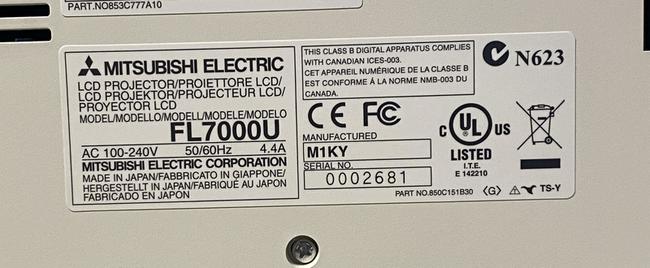 PART.NO853C777A10
MITSUBISHI ELECTRIC
LCD PROJECTOR/PROIETTORE LCD/
LCD PROJEKTOR/PROJECTEUR LCD/
PROYECTOR LCD
MODEL/MODELLO/MODELL/MODELE/MODELO
FL7000U
AC 100-240V 50/60Hz 4.4A
MITSUBISHI ELECTRIC CORPORATION
MADE IN JAPAN/FABBRICATO IN GIAPPONE/
HERGESTELLT IN JAPAN/FABRIQUÉ AU JAPON
FABRICADO EN JAPÓN
THIS CLASS B DIGITAL APPARATUS COMPLIES
WITH CANADIAN ICES-003.
CET APPAREIL NUMÉRIQUE DE LA CLASSE B
EST CONFORME À LA NORME NMB-003 DU
CANADA.
CE FC
MANUFACTURED
M1KY
SERIAL NO.
0002681
N623
C UL US
LISTED
I.T.E.
E 142210
PART NO.850C151B30 <G> TS-Y